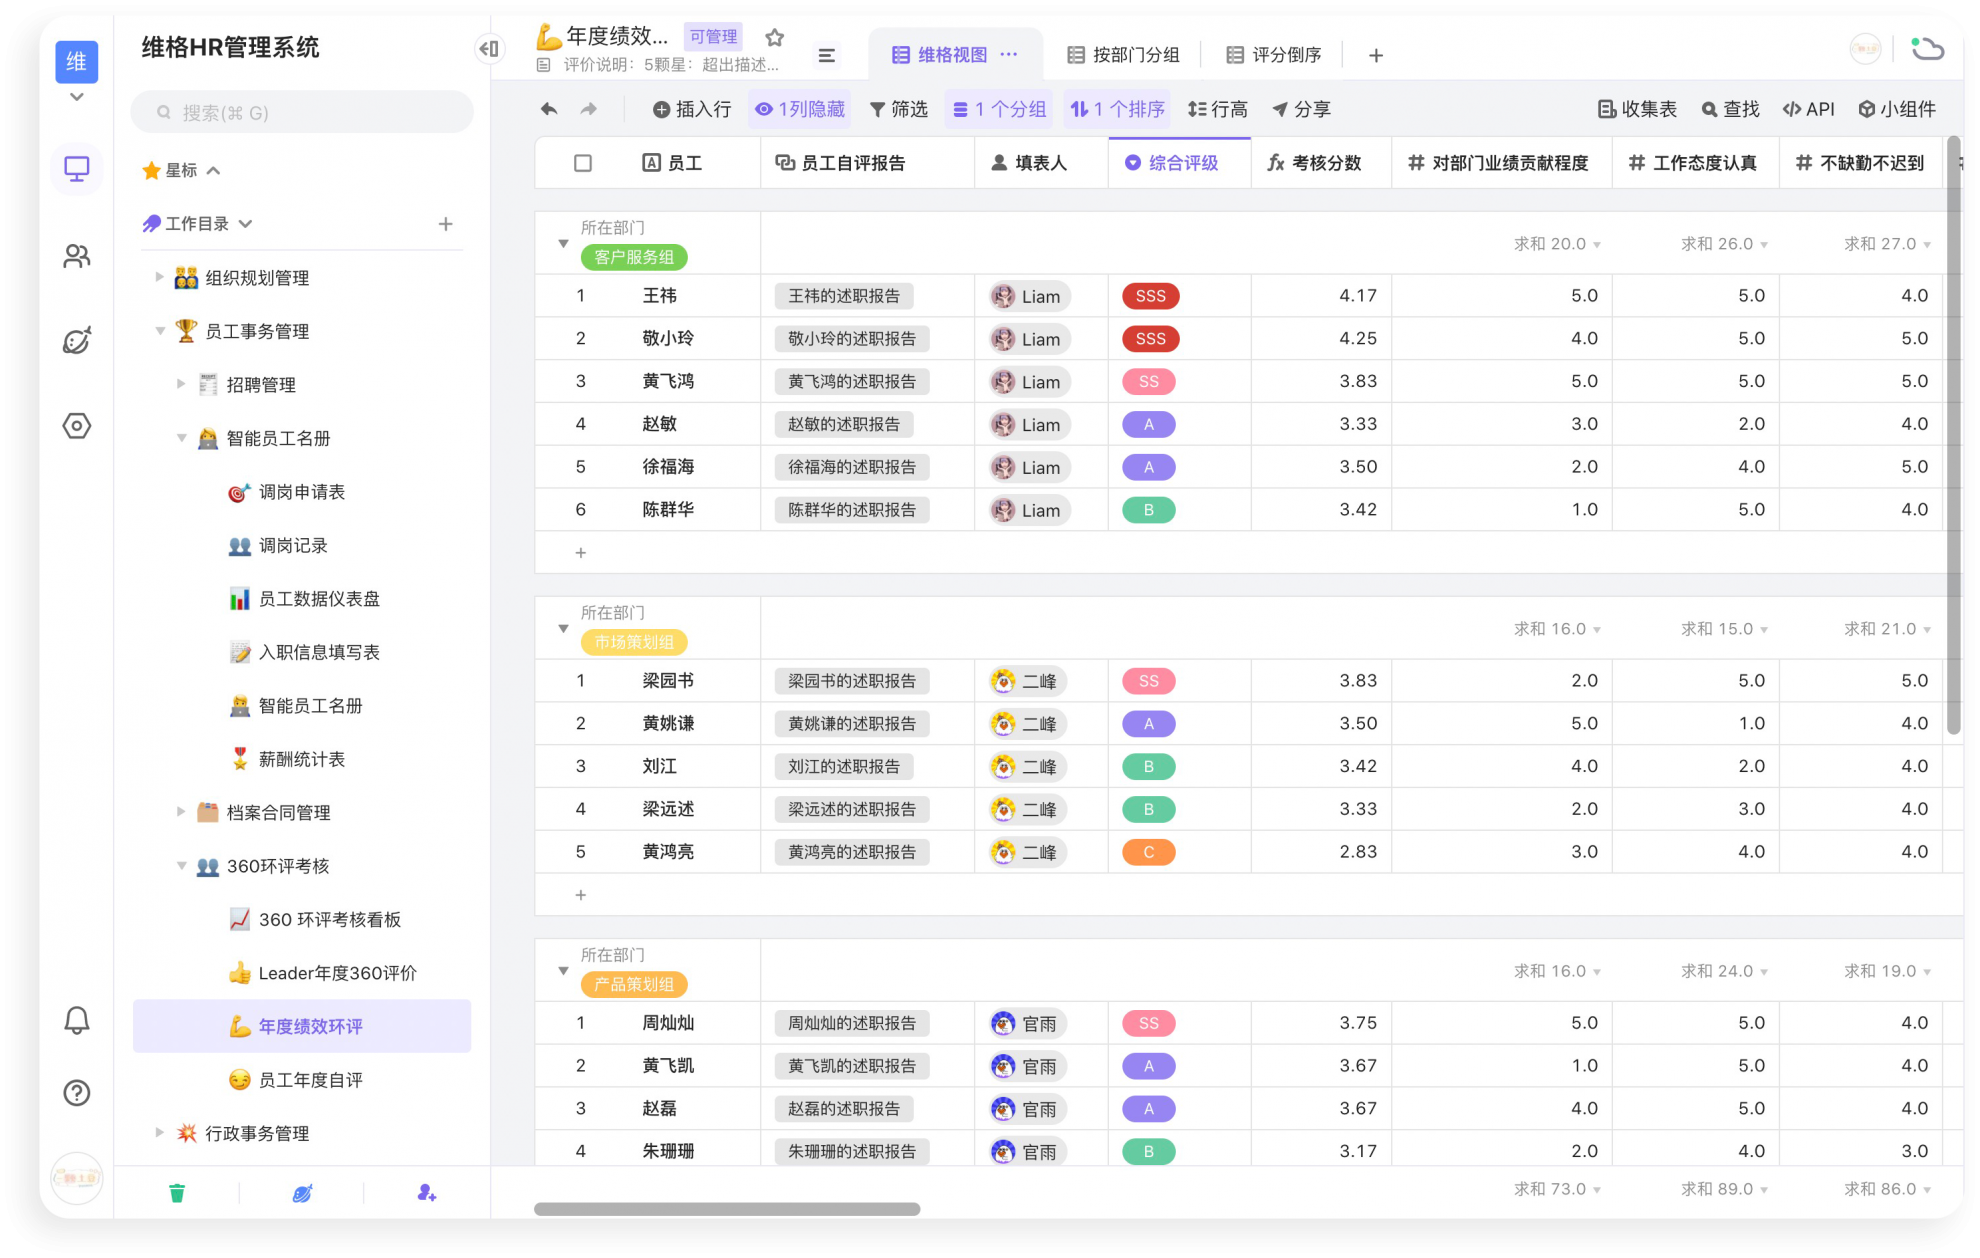 维
维格HR管理系统
搜索(⌘ G)
星标
工作目录
组织规划管理
员工事务管理
招聘管理
智能员工名册
调岗申请表
调岗记录
员工数据仪表盘
入职信息填写表
智能员工名册
薪酬统计表
档案合同管理
360环评考核
360 环评考核看板
Leader年度360评价
年度绩效环评
员工年度自评
行政事务管理
年度绩效... 可管理
评价说明：5颗星：超出描述...
维格视图 ··· 按部门分组 评分倒序 +
插入行 1列隐藏 筛选 1 个分组 1 个排序 行高 分享 收集表 查找 API 小组件
员工 员工自评报告 填表人 综合评级 考核分数 对部门业绩贡献程度 工作态度认真 不缺勤不迟到
所在部门
客户服务组 求和 20.0 求和 26.0 求和 27.0
1 王祎 王祎的述职报告 Liam SSS 4.17 5.0 5.0 4.0
2 敬小玲 敬小玲的述职报告 Liam SSS 4.25 4.0 5.0 5.0
3 黄飞鸿 黄飞鸿的述职报告 Liam SS 3.83 5.0 5.0 5.0
4 赵敏 赵敏的述职报告 Liam A 3.33 3.0 2.0 4.0
5 徐福海 徐福海的述职报告 Liam A 3.50 2.0 4.0 5.0
6 陈群华 陈群华的述职报告 Liam B 3.42 1.0 5.0 4.0
+
所在部门
市场策划组 求和 16.0 求和 15.0 求和 21.0
1 梁园书 梁园书的述职报告 二峰 SS 3.83 2.0 5.0 5.0
2 黄姚谦 黄姚谦的述职报告 二峰 A 3.50 5.0 1.0 4.0
3 刘江 刘江的述职报告 二峰 B 3.42 4.0 2.0 4.0
4 梁远述 梁远述的述职报告 二峰 B 3.33 2.0 3.0 4.0
5 黄鸿亮 黄鸿亮的述职报告 二峰 C 2.83 3.0 4.0 4.0
+
所在部门
产品策划组 求和 16.0 求和 24.0 求和 19.0
1 周灿灿 周灿灿的述职报告 官雨 SS 3.75 5.0 5.0 4.0
2 黄飞凯 黄飞凯的述职报告 官雨 A 3.67 1.0 5.0 4.0
3 赵磊 赵磊的述职报告 官雨 A 3.67 4.0 5.0 4.0
4 朱珊珊 朱珊珊的述职报告 官雨 B 3.17 2.0 4.0 3.0
求和 73.0 求和 89.0 求和 86.0